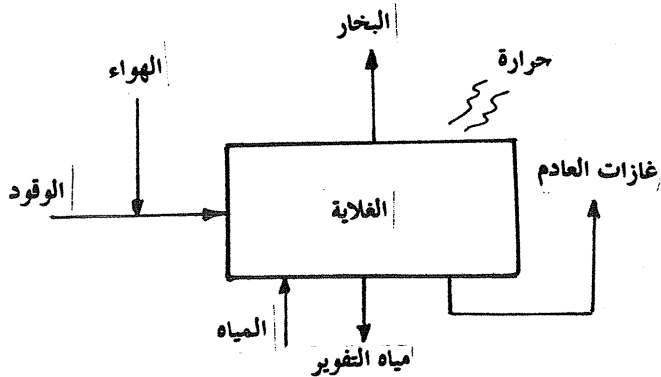 البخار
حرارة
الهواء
غازات العادم
الوقود
الغلاية
المياه
مياه التفوير